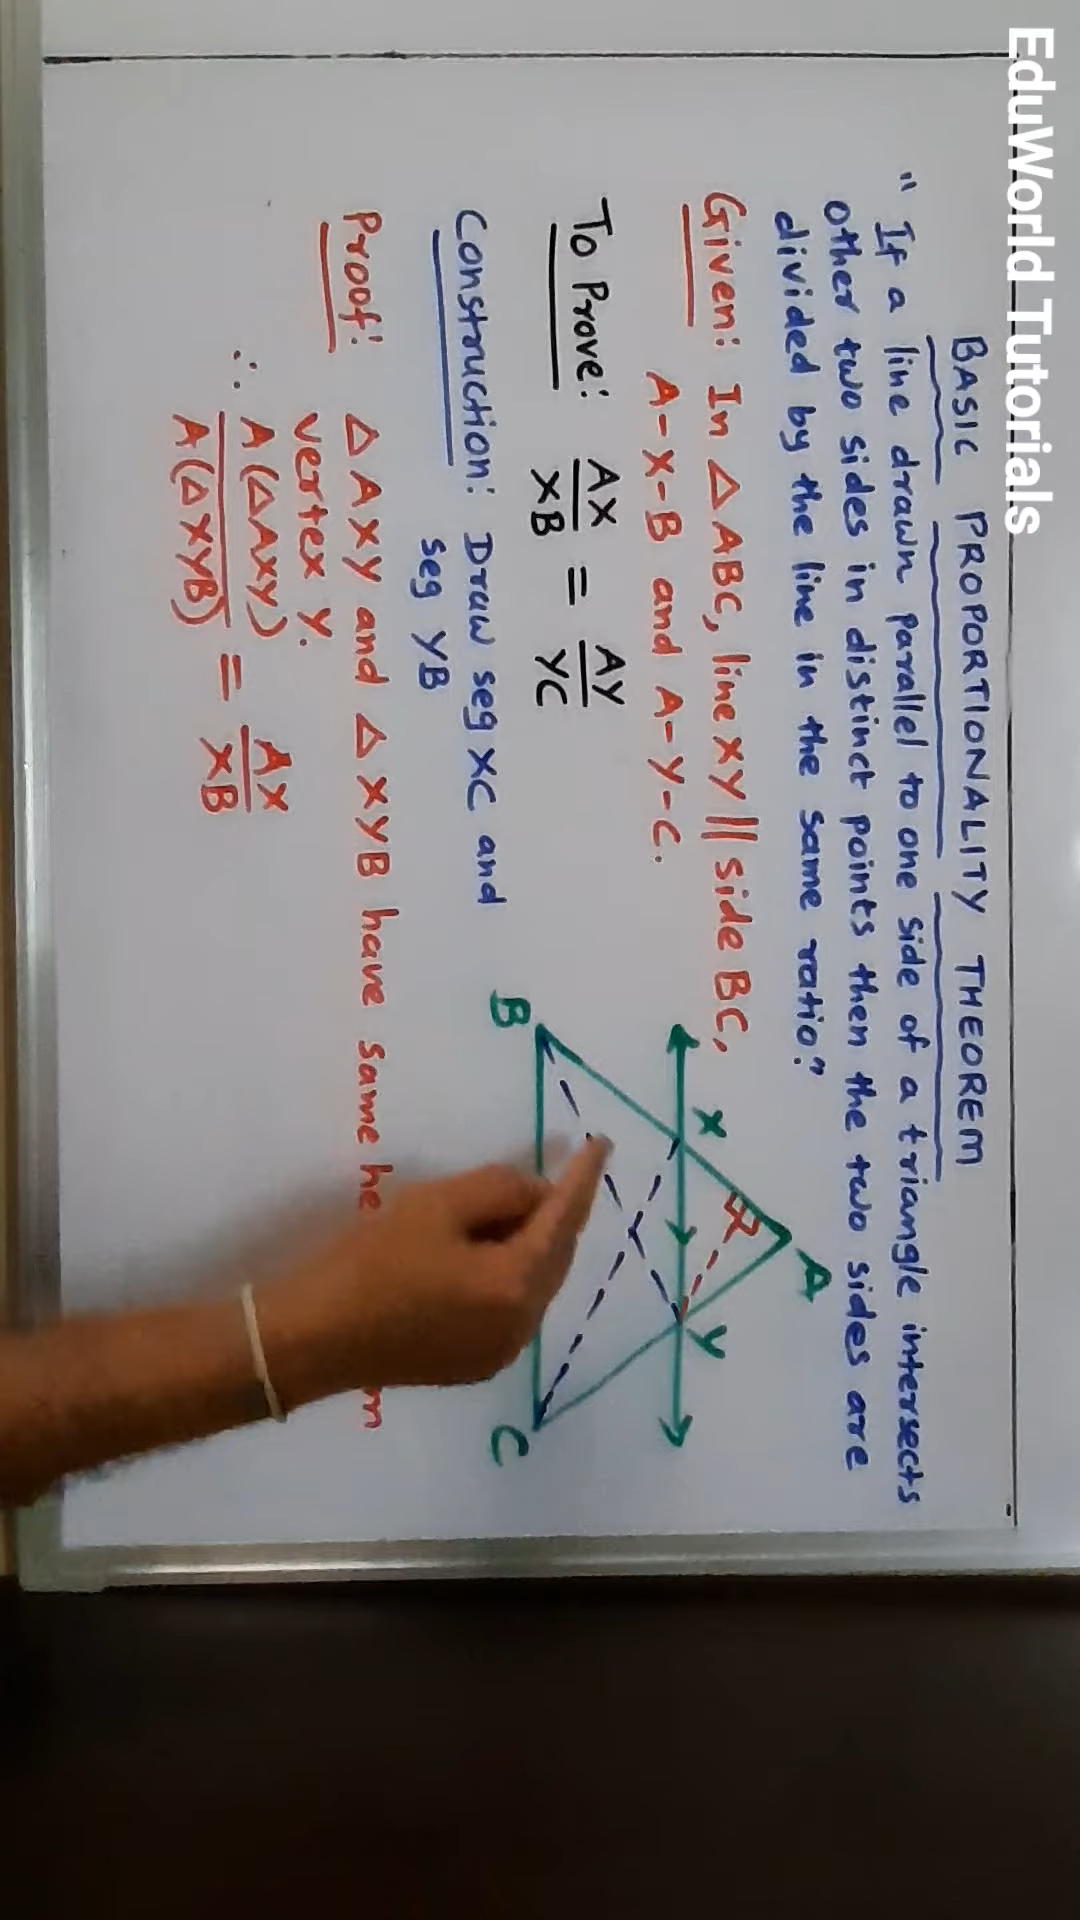 EduWorld Tutorials
BASIC PROPORTIONALITY THEOREM
" If a line drawn parallel to one side of a triangle intersects
other two sides in distinct points then the two sides are
divided by the line in the same ratio."
Given: In △ ABC, line XY || side BC,
A-X-B and A-Y-C.
To Prove: AX/XB = AY/YC
Construction: Draw seg XC and
seg YB
Proof: △ AXY and △ XYB have same
vertex Y.
∴ A(△AXY)/A(△XYB) = AX/XB
A
X
Y
B
C